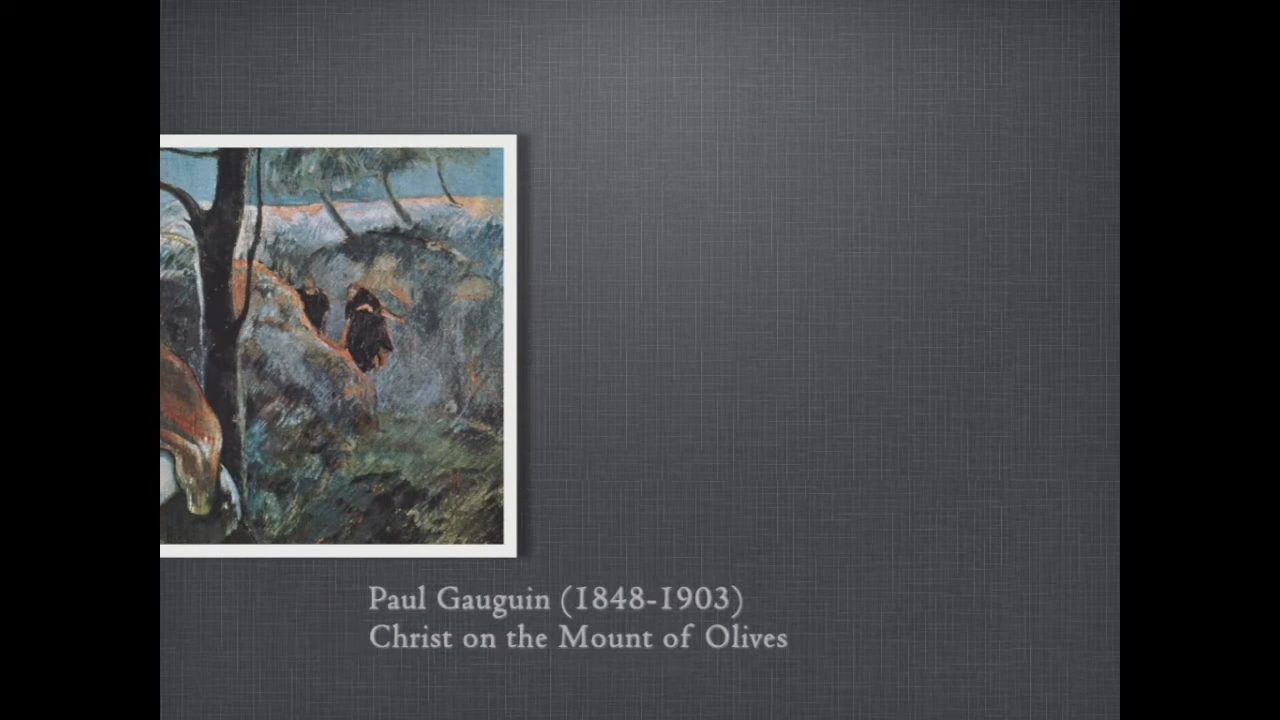 Paul Gauguin (1848-1903)
Christ on the Mount of Olives